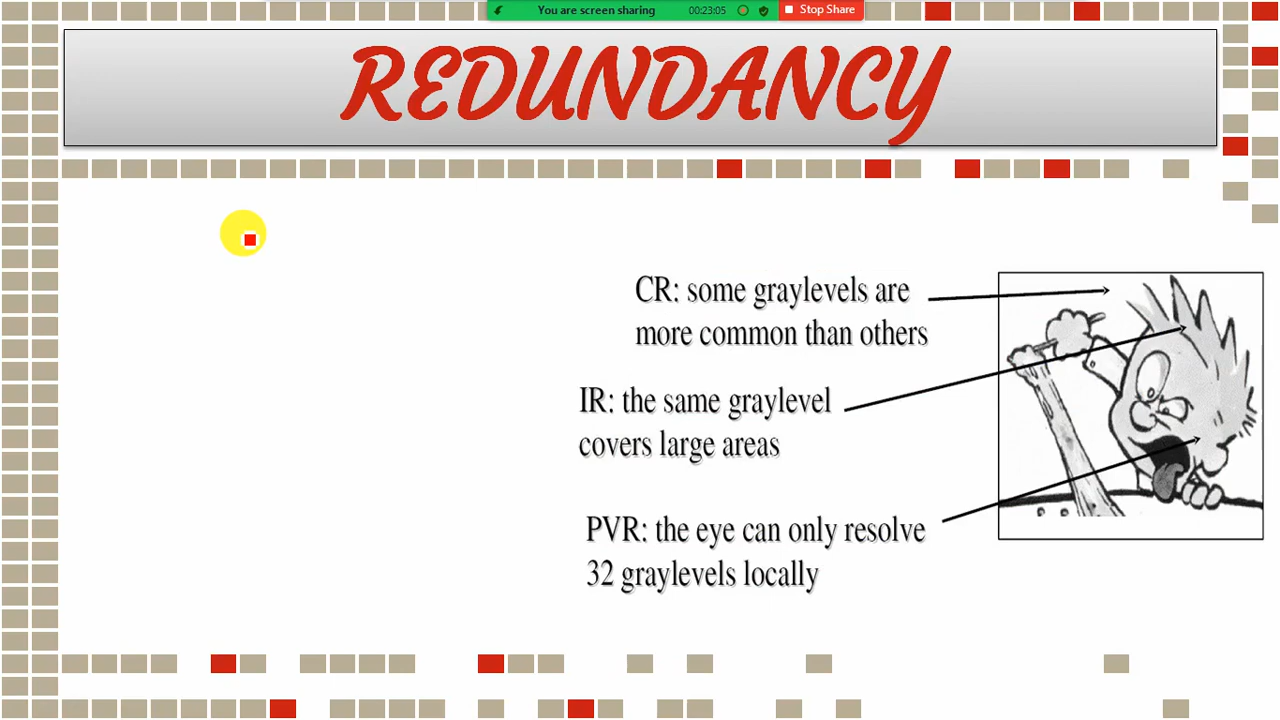 You are screen sharing 00:23:05 Stop Share
REDUNDANCY
CR: some graylevels are
more common than others
IR: the same graylevel
covers large areas
PVR: the eye can only resolve
32 graylevels locally